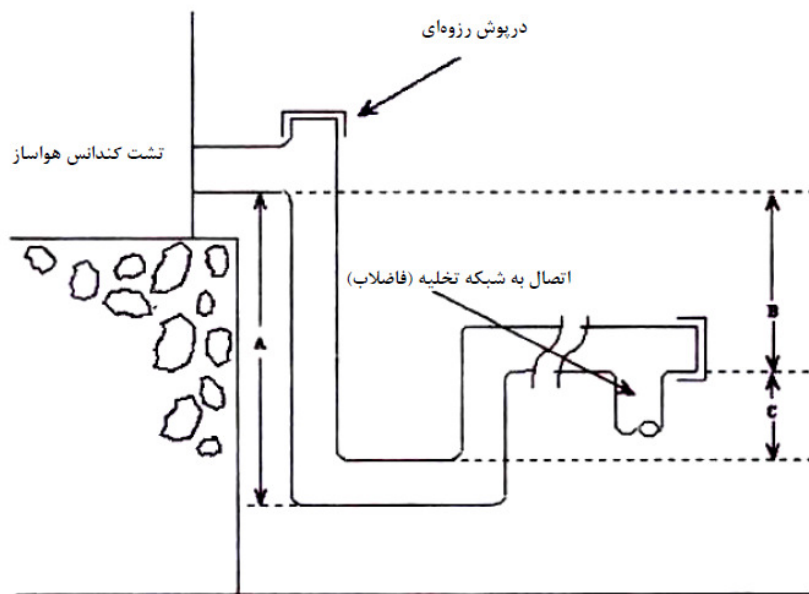 درپوش رزوه‌ای
تشت کندانس هواساز
اتصال به شبکه تخلیه (فاضلاب)
B
A
C